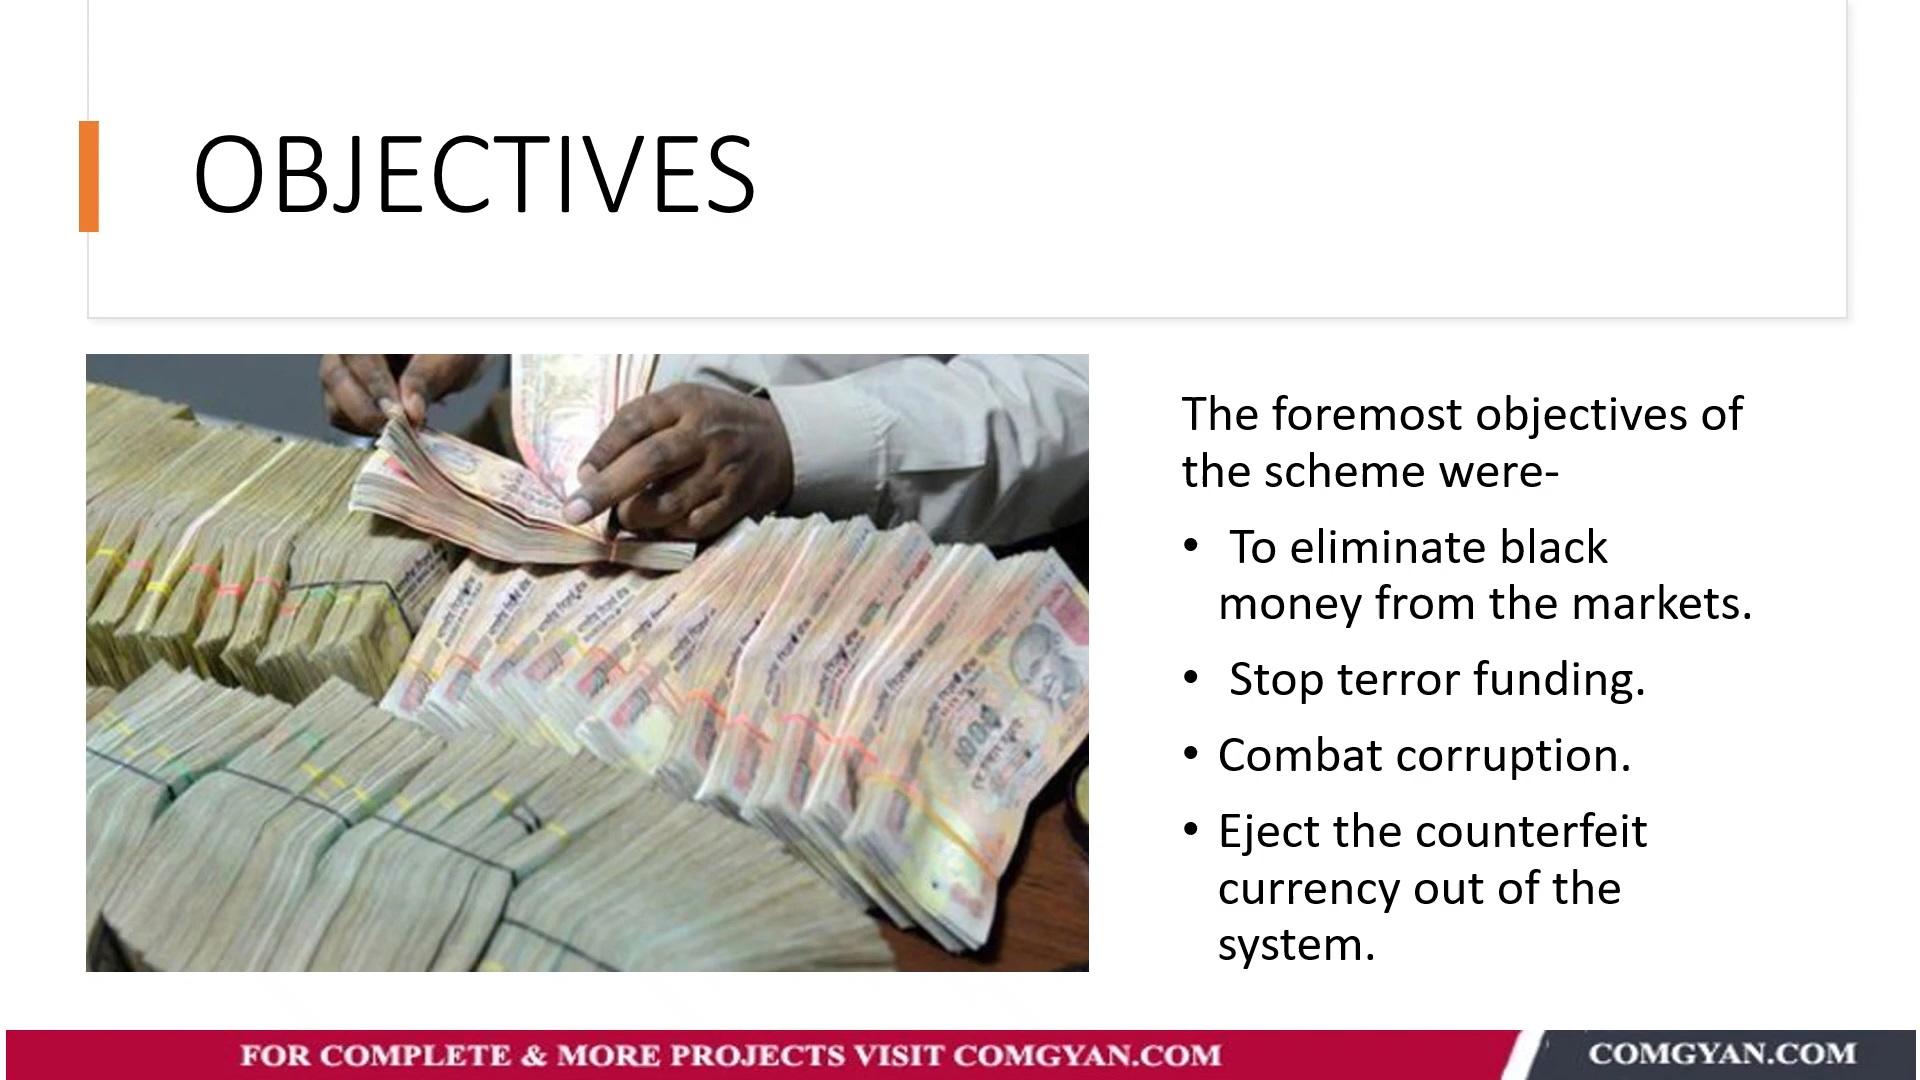 OBJECTIVES
The foremost objectives of
the scheme were-
• To eliminate black
money from the markets.
• Stop terror funding.
• Combat corruption.
• Eject the counterfeit
currency out of the
system.
FOR COMPLETE & MORE PROJECTS VISIT COMGYAN.COM
COMGYAN.COM